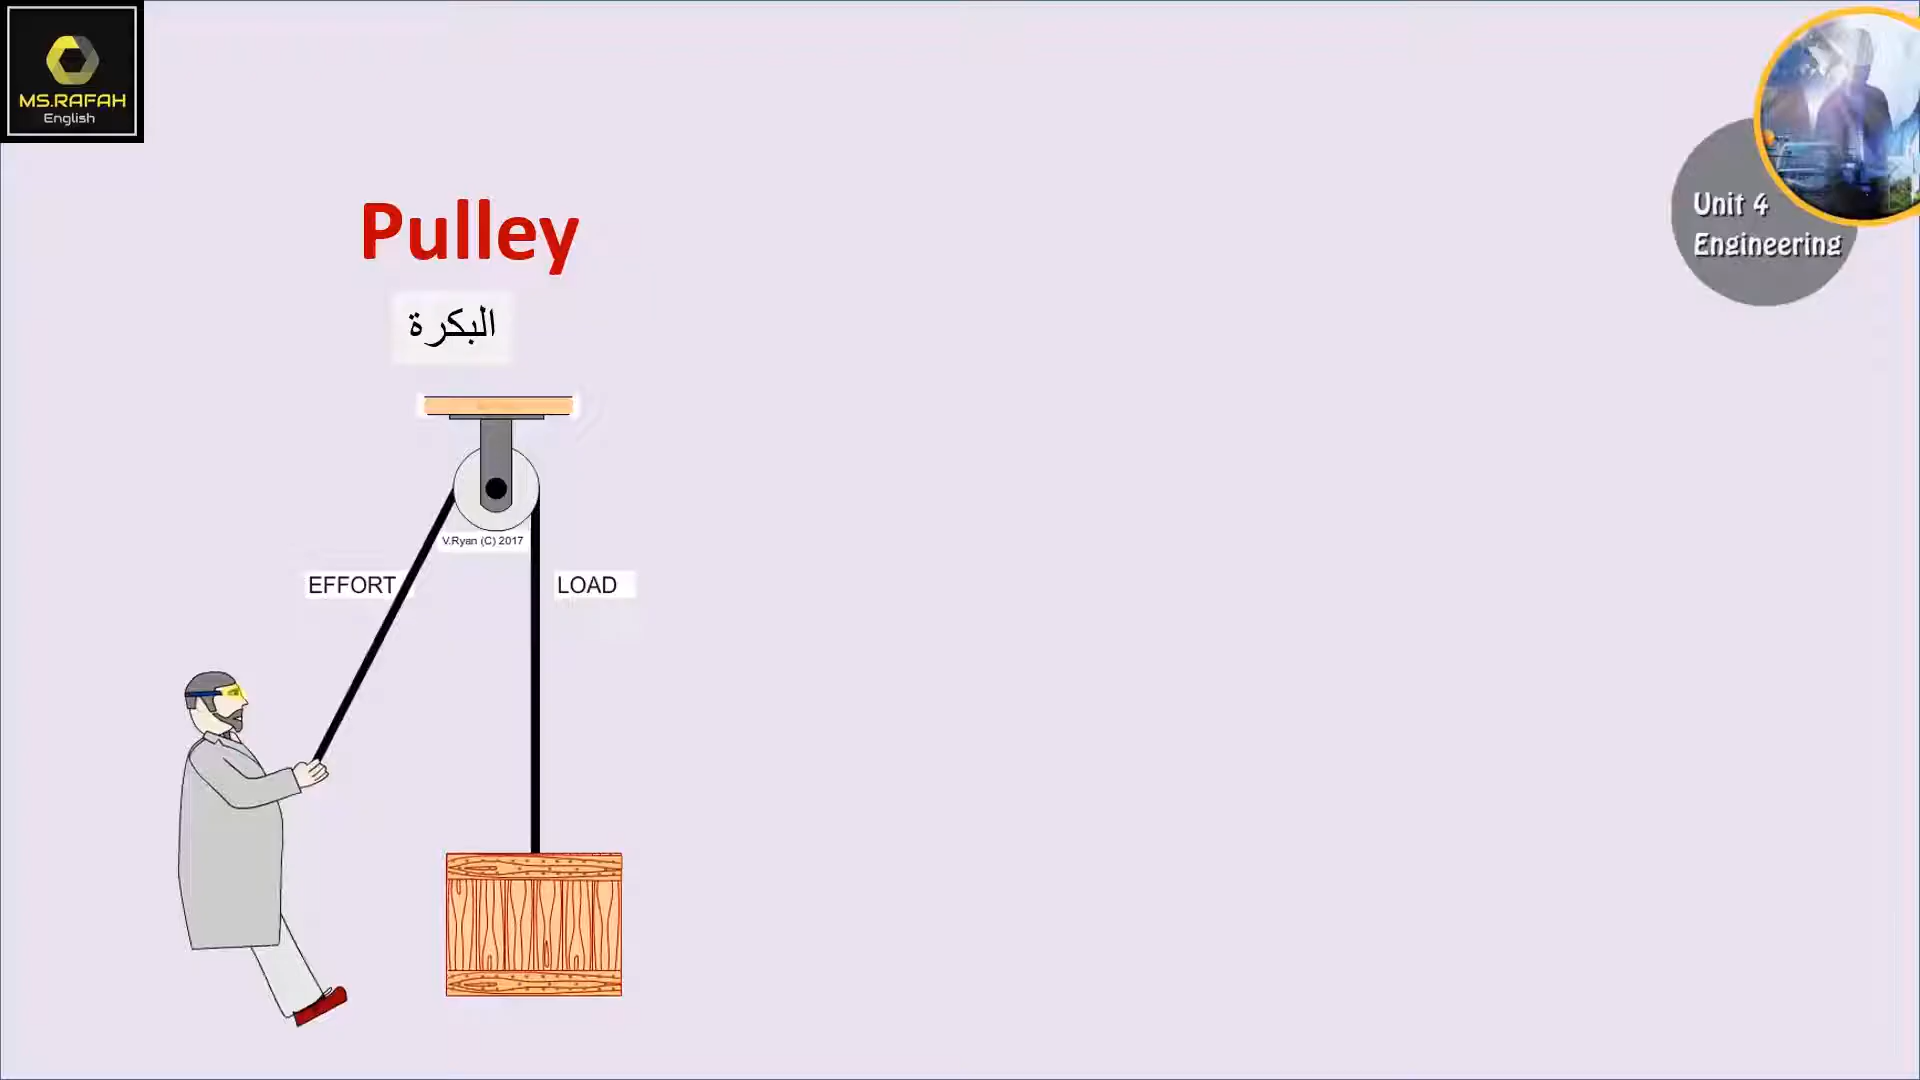 MS.RAFAH
English
Unit 4
Engineering
Pulley
البكرة
V.Ryan (C) 2017
EFFORT
LOAD